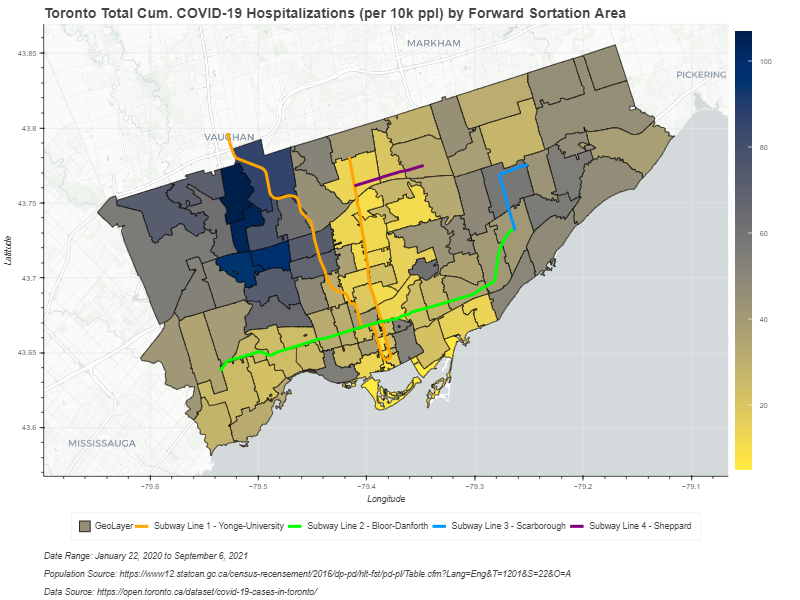 Toronto Total Cum. COVID-19 Hospitalizations (per 10k ppl) by Forward Sortation Area
MARKHAM
PICKERING
VAUGHAN
MISSISSAUGA
43.85
43.8
43.75
43.7
43.65
43.6
Latitude
−79.6
−79.5
−79.4
−79.3
−79.2
−79.1
Longitude
100
80
60
40
20
GeoLayer
Subway Line 1 - Yonge-University
Subway Line 2 - Bloor-Danforth
Subway Line 3 - Scarborough
Subway Line 4 - Sheppard
Date Range: January 22, 2020 to September 6, 2021
Population Source: https://www12.statcan.gc.ca/census-recensement/2016/dp-pd/hlt-fst/pd-pl/Table.cfm?Lang=Eng&T=1201&S=22&O=A
Data Source: https://open.toronto.ca/dataset/covid-19-cases-in-toronto/